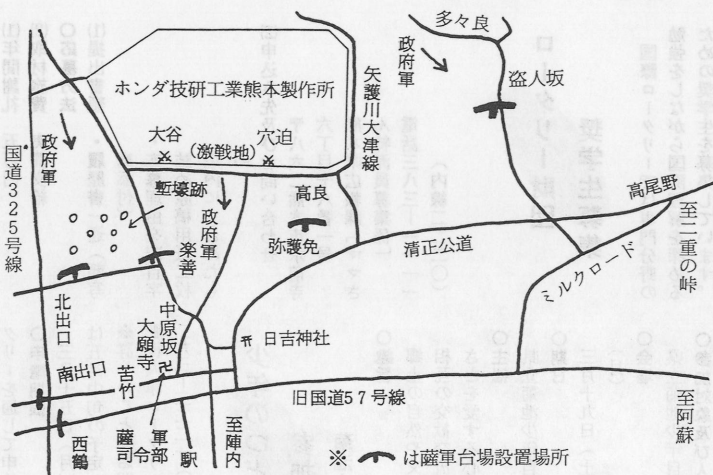 多々良
政府軍
盗人坂
ホンダ技研工業熊本製作所
矢護川大津線
大谷
(激戦地)
穴迫
国道325号線
政府軍
塹壕跡
政府軍
高良
弥護免
楽善
高尾野
至二重の峠
清正公道
ミルクロード
北出口
中原坂
大願寺
日吉神社
南出口
苦竹
旧国道57号線
至阿蘇
西鶴
薩軍
司令部
駅
至陣内
※ は薩軍台場設置場所